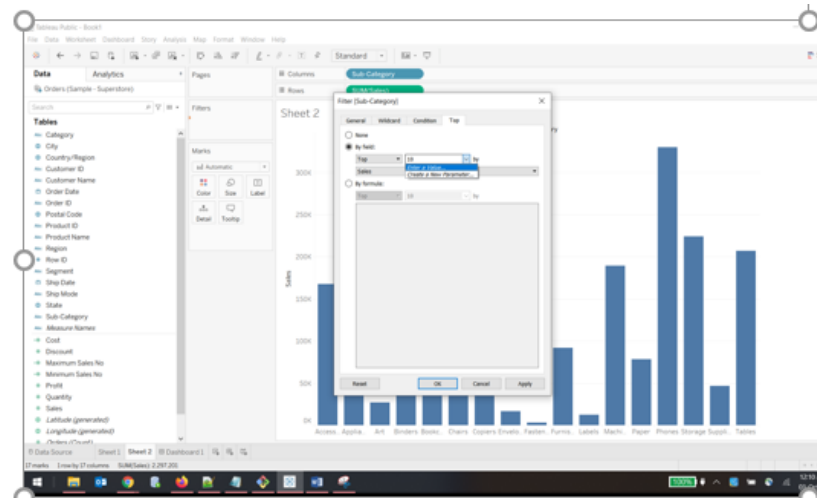 Tableau Public - Book1
File Data Worksheet Dashboard Story Analysis Map Format Window Help
Standard
Data Analytics
Pages
Columns
Sub-Category
Orders (Sample - Superstore)
Rows
SUM(Sales)
Search
Filters
Sheet 2
Tables
Category
City
Country/Region
Customer ID
Customer Name
Order Date
Order ID
Postal Code
Product ID
Product Name
Region
Row ID
Segment
Ship Date
Ship Mode
State
Sub-Category
Measure Names
Cost
Discount
Maximum Sales No
Minimum Sales No
Profit
Quantity
Sales
Latitude (generated)
Longitude (generated)
Orders (Count)
Marks
Automatic
Color Size Label
Detail Tooltip
Filter [Sub-Category]
General Wildcard Condition Top
None
By field:
Top 10 by
Enter a Value...
Create a New Parameter...
Sales
By formula:
Top 10 by
Reset OK Cancel Apply
Sales
300K
250K
200K
150K
100K
50K
0K
Access.. Applia.. Art Binders Bookc.. Chairs Copiers Envelo.. Fasten.. Furnis.. Labels Machi.. Paper Phones Storage Suppli.. Tables
Data Source Sheet 1 Sheet 2 Dashboard 1
17 marks 1 row by 17 columns SUM(Sales): 2,297,201
100%
12:10